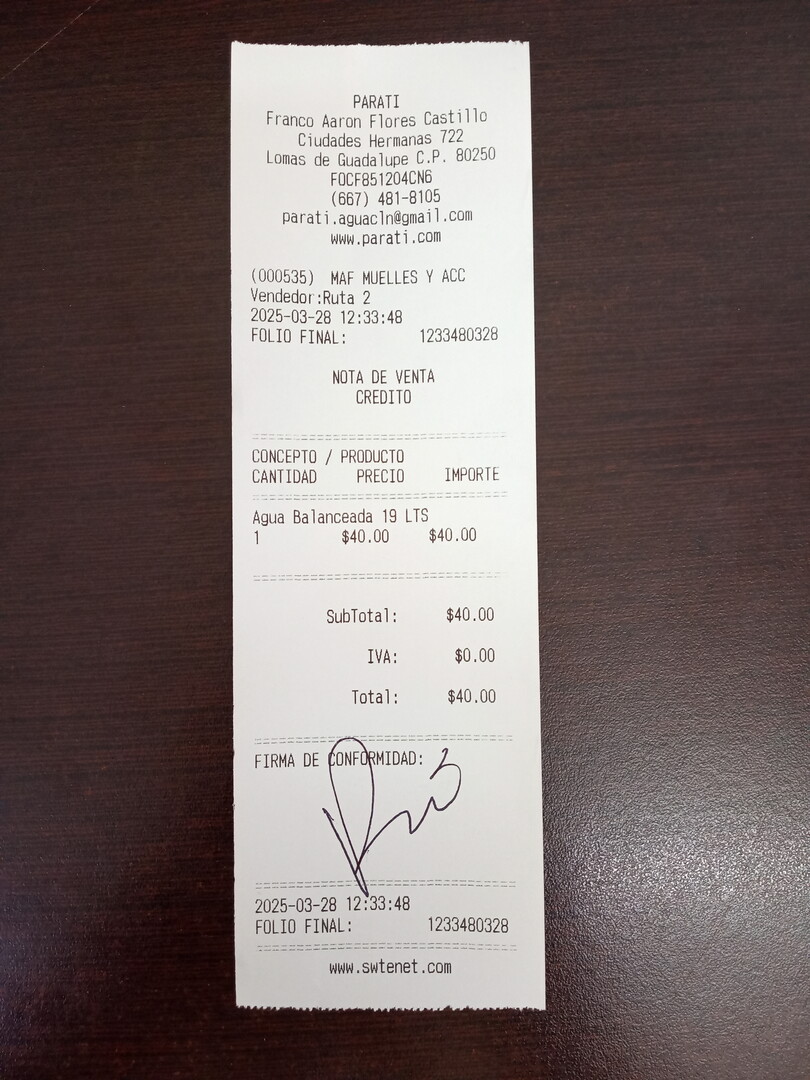 PARATI
Franco Aaron Flores Castillo
Ciudades Hermanas 722
Lomas de Guadalupe C.P. 80250
FOCF851204CN6
(667) 481-8105
parati.aguacln@gmail.com
www.parati.com
(000535) MAF MUELLES Y ACC
Vendedor:Ruta 2
2025-03-28 12:33:48
FOLIO FINAL: 1233480328
NOTA DE VENTA
CREDITO
CONCEPTO / PRODUCTO
CANTIDAD PRECIO IMPORTE
Agua Balanceada 19 LTS
1 $40.00 $40.00
SubTotal: $40.00
IVA: $0.00
Total: $40.00
FIRMA DE CONFORMIDAD:
2025-03-28 12:33:48
FOLIO FINAL: 1233480328
www.swtenet.com